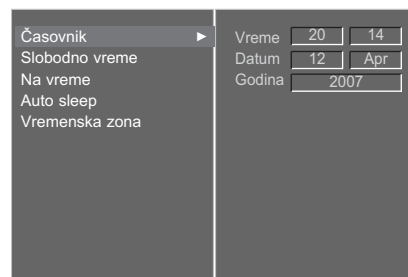 Časovnik ►
Slobodno vreme
Na vreme
Auto sleep
Vremenska zona
Vreme 20 14
Datum 12 Apr
Godina 2007